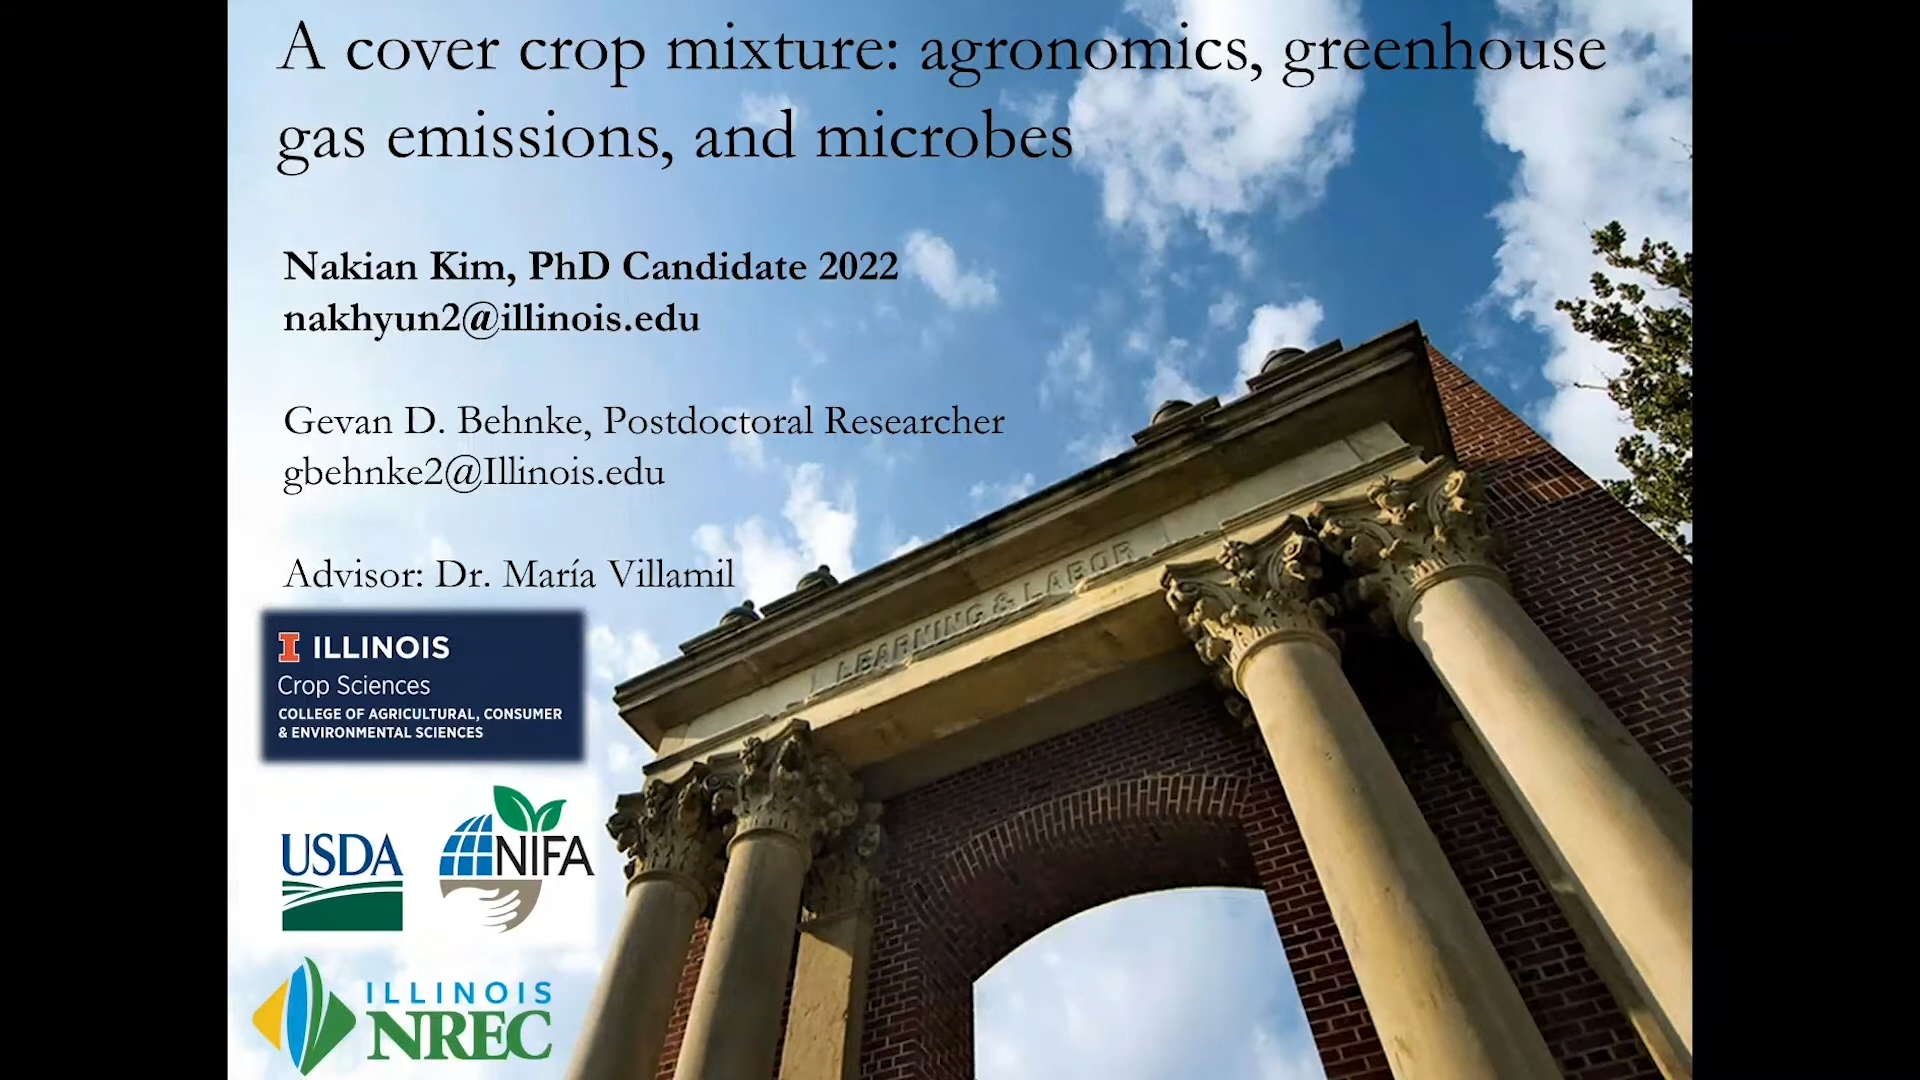 A cover crop mixture: agronomics, greenhouse
gas emissions, and microbes
Nakian Kim, PhD Candidate 2022
nakhyun2@illinois.edu
Gevan D. Behnke, Postdoctoral Researcher
gbehnke2@Illinois.edu
Advisor: Dr. María Villamil
LEARNING & LABOR
I ILLINOIS
Crop Sciences
COLLEGE OF AGRICULTURAL, CONSUMER
& ENVIRONMENTAL SCIENCES
USDA
NIFA
ILLINOIS
NREC